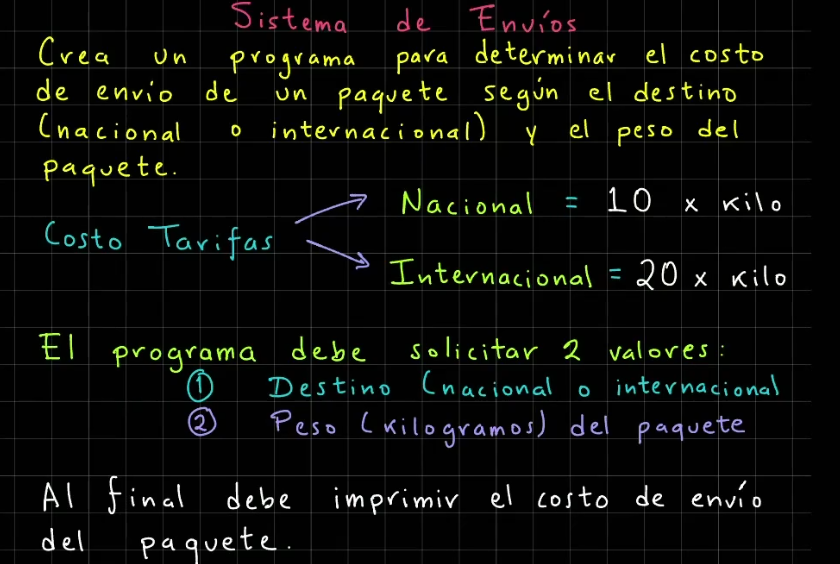 Sistema de Envíos
Crea un programa para determinar el costo
de envío de un paquete según el destino
(nacional o internacional) y el peso del
paquete.
Nacional = 10 x kilo
Costo Tarifas
Internacional = 20 x kilo
El programa debe solicitar 2 valores:
① Destino (nacional o internacional
② Peso (kilogramos) del paquete
Al final debe imprimir el costo de envío
del paquete.